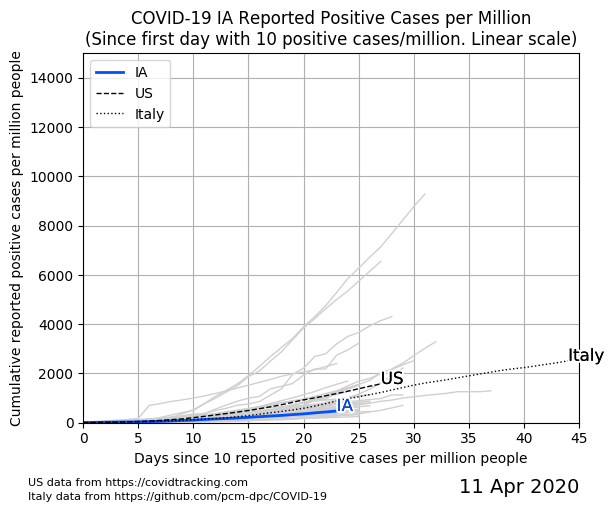 COVID-19 IA Reported Positive Cases per Million
(Since first day with 10 positive cases/million. Linear scale)
Cumulative reported positive cases per million people
14000
12000
10000
8000
6000
4000
2000
0
IA
US
Italy
Italy
US
IA
0 5 10 15 20 25 30 35 40 45
Days since 10 reported positive cases per million people
US data from https://covidtracking.com
Italy data from https://github.com/pcm-dpc/COVID-19
11 Apr 2020